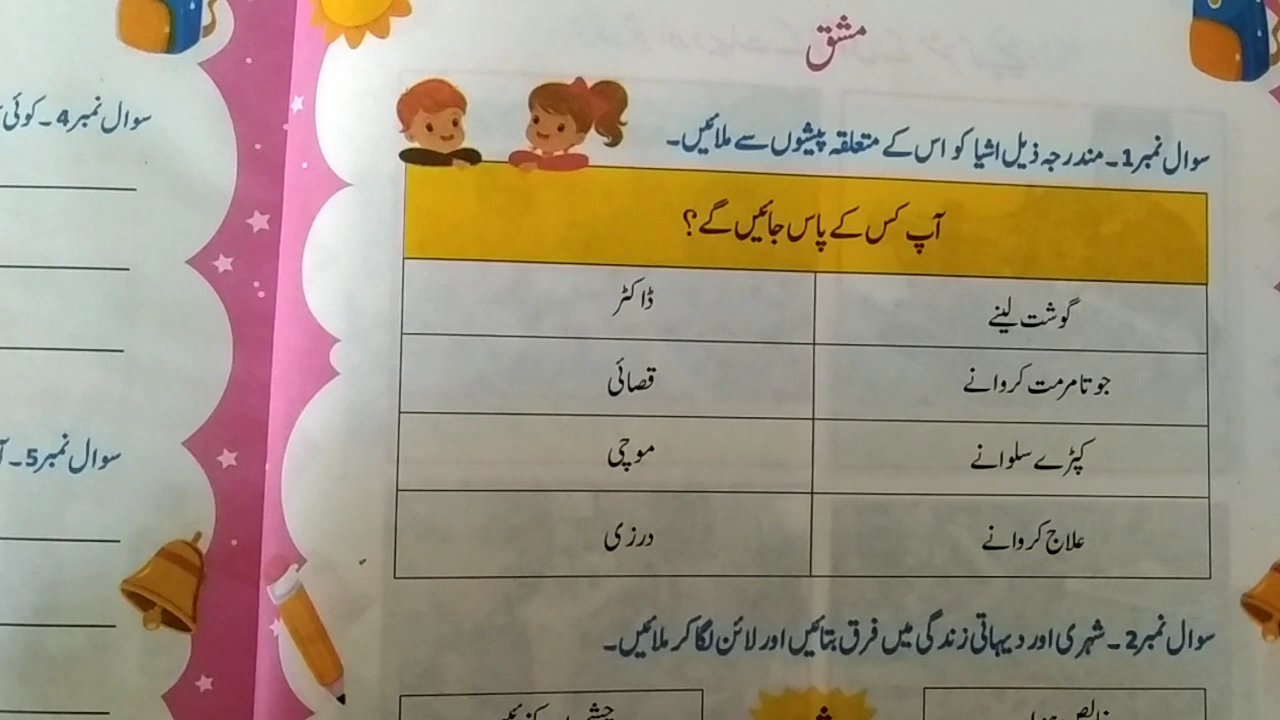 مشق
سوال نمبر1۔ مندرجہ ذیل اشیا کو اس کے متعلقہ پیشوں سے ملائیں۔
آپ کس کے پاس جائیں گے؟
گوشت لینے ڈاکٹر
جوتا مرمت کروانے قصائی
کپڑے سلوانے موچی
علاج کروانے درزی
سوال نمبر2۔ شہری اور دیہاتی زندگی میں فرق بتائیں اور لائن لگا کر ملائیں۔
سوال نمبر4۔ کوئی
سوال نمبر5۔